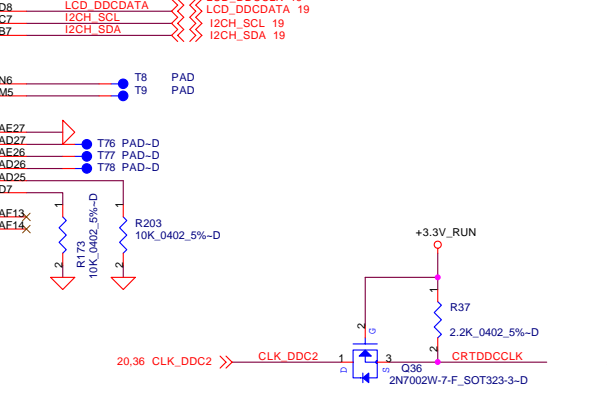 D8 LCD_DDCDATA LCD_DDCDATA 19
C7 I2CH_SCL I2CH_SCL 19
B7 I2CH_SDA I2CH_SDA 19
N6 T8 PAD
M5 T9 PAD
AE27
AD27 T76 PAD~D
AE26 T77 PAD~D
AD26 T78 PAD~D
AD25
D7
AF13
AF14
1
2
R173
10K_0402_5%~D
1
2
R203
10K_0402_5%~D
+3.3V_RUN
1
R37
2.2K_0402_5%~D
2
2
G
20,36 CLK_DDC2 CLK_DDC2 1 3 CRTDDCCLK
D S
Q36
2N7002W-7-F_SOT323-3~D